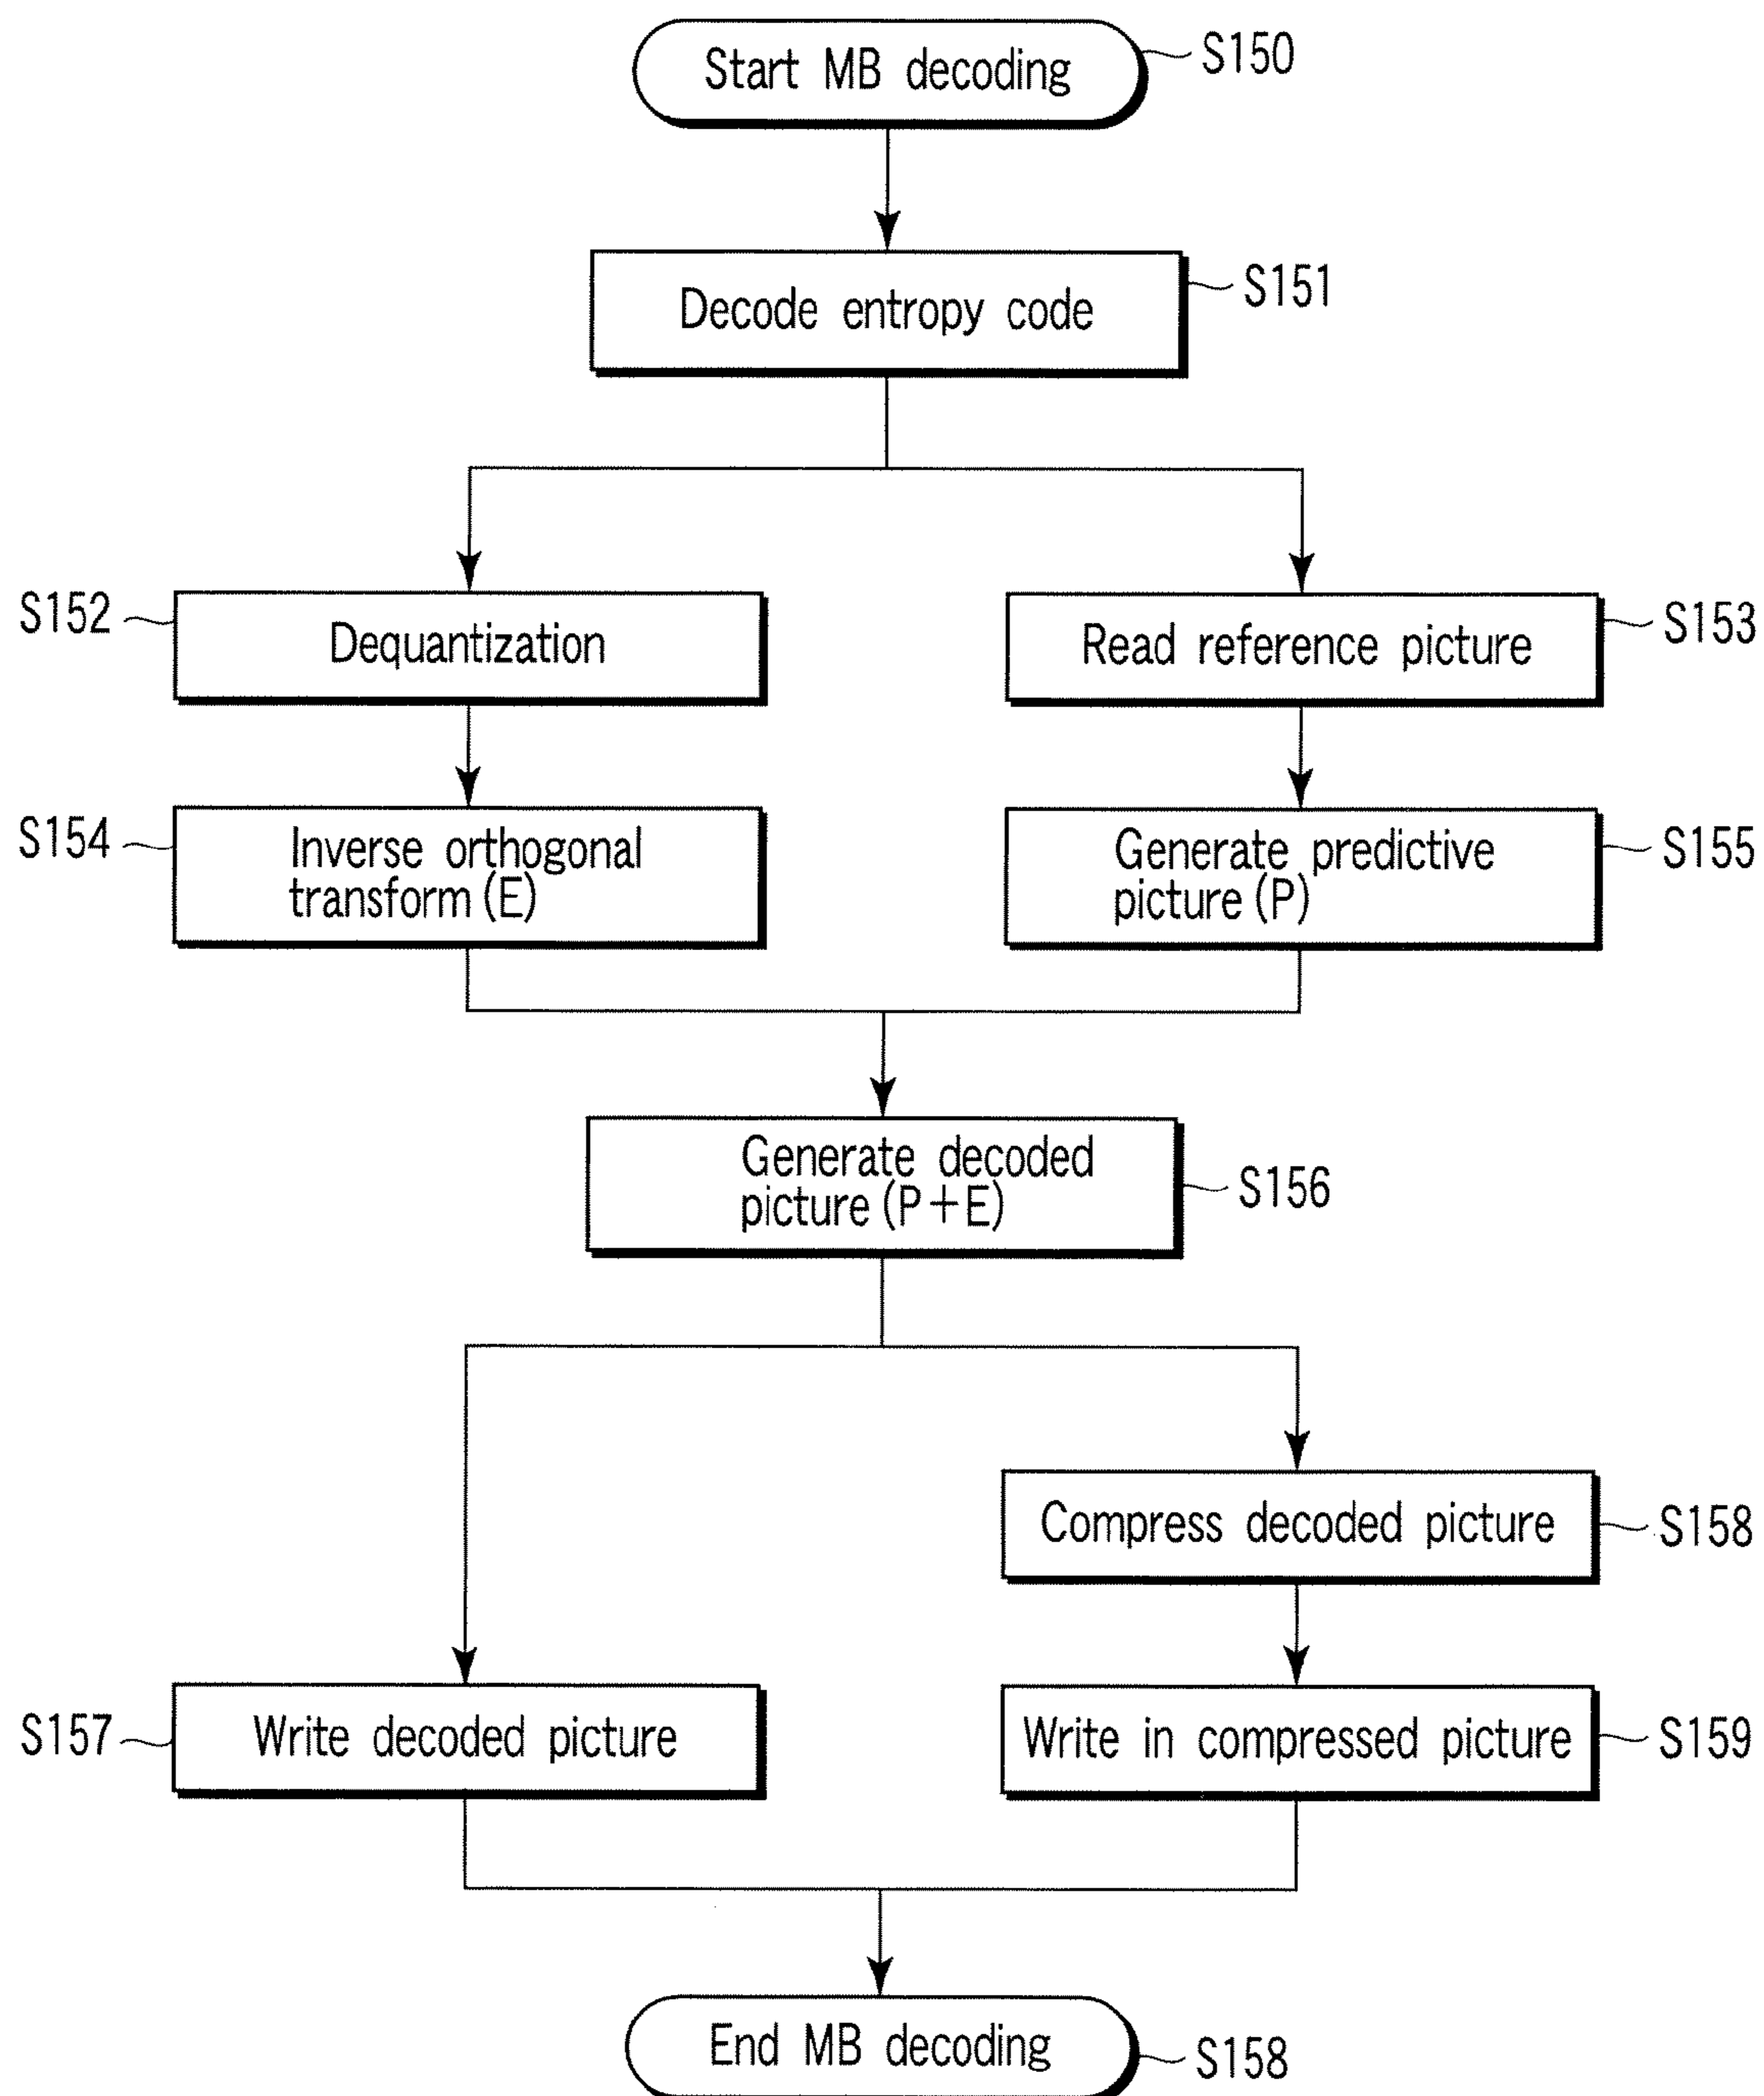 Start MB decoding
S150
Decode entropy code
S151
S152
Dequantization
Read reference picture
S153
S154
Inverse orthogonal
transform (E)
Generate predictive
picture (P)
S155
Generate decoded
picture (P+E)
S156
Compress decoded picture
S158
S157
Write decoded picture
Write in compressed picture
S159
End MB decoding
S158